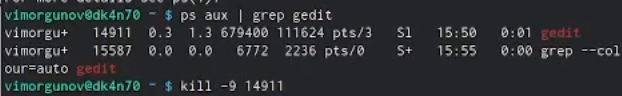 vimorgunov@dk4n70 ~ $ ps aux | grep gedit
vimorgu+   14911  0.3  1.3 679400 111624 pts/3   Sl   15:50   0:01 gedit
vimorgu+   15587  0.0  0.0   6772  2236 pts/0    S+   15:55   0:00 grep --col
our=auto gedit
vimorgunov@dk4n70 ~ $ kill -9 14911